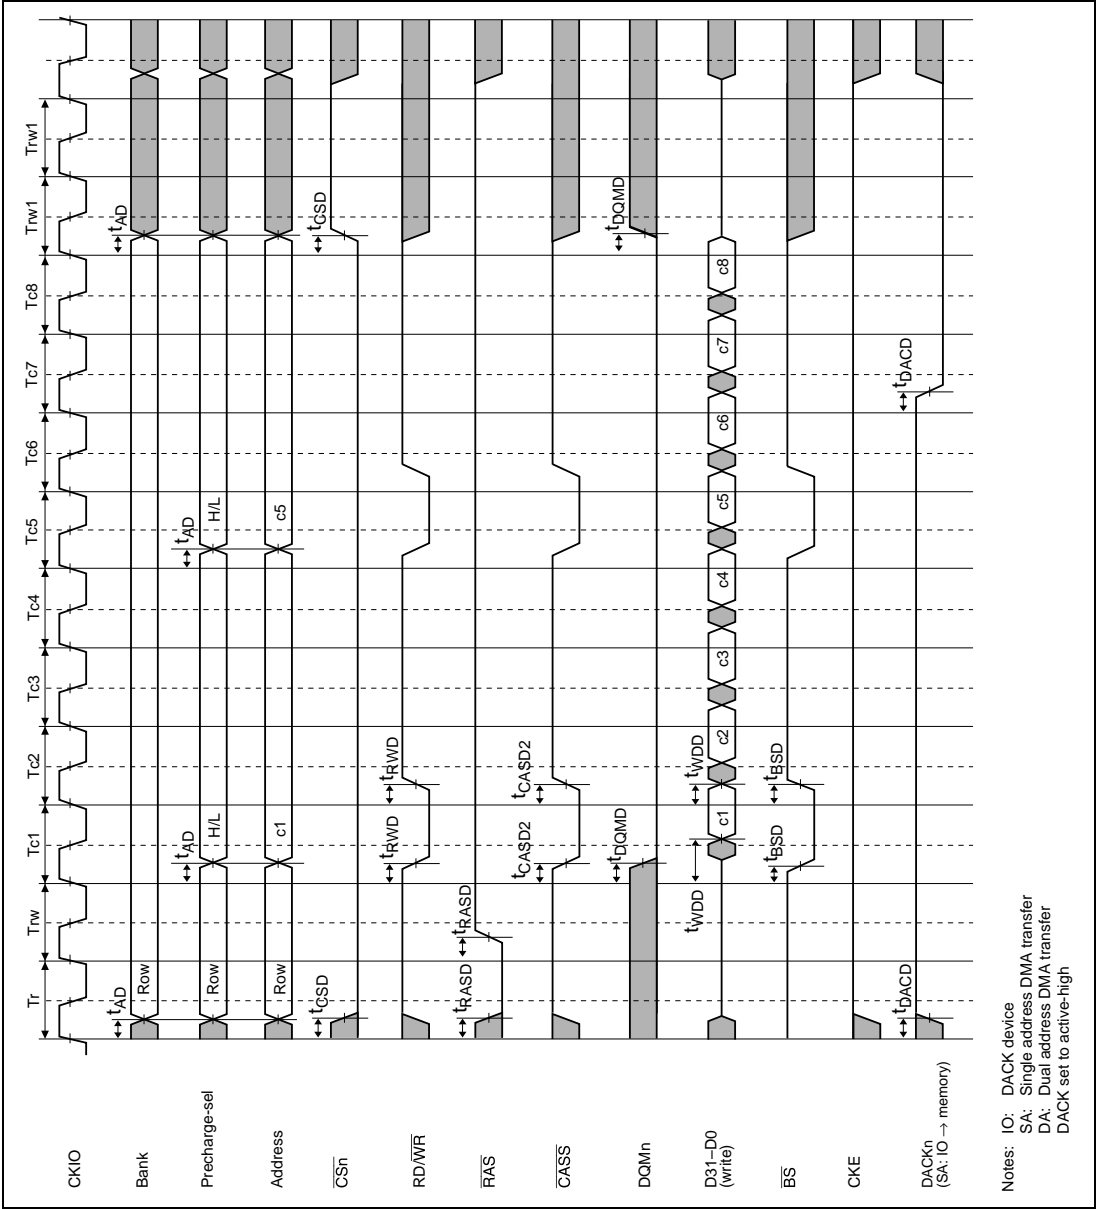 Tr Trw Tc1 Tc2 Tc3 Tc4 Tc5 Tc6 Tc7 Tc8 Trw1 Trw1
CKIO
tAD tAD
Bank Row
tAD tAD
Precharge-sel Row H/L H/L
Address Row c1 c5
tCSD tCSD
CSn
tRWD tRWD
RD/WR
tRASD tRASD
RAS
tCASD2 tCASD2
CASS
tDQMD tDQMD
DQMn
tWDD tWDD
D31–D0
(write)
c1 c2 c3 c4 c5 c6 c7 c8
tBSD tBSD
BS
CKE
tDACD tDACD
DACKn
(SA: IO → memory)
Notes: IO: DACK device
SA: Single address DMA transfer
DA: Dual address DMA transfer
DACK set to active-high